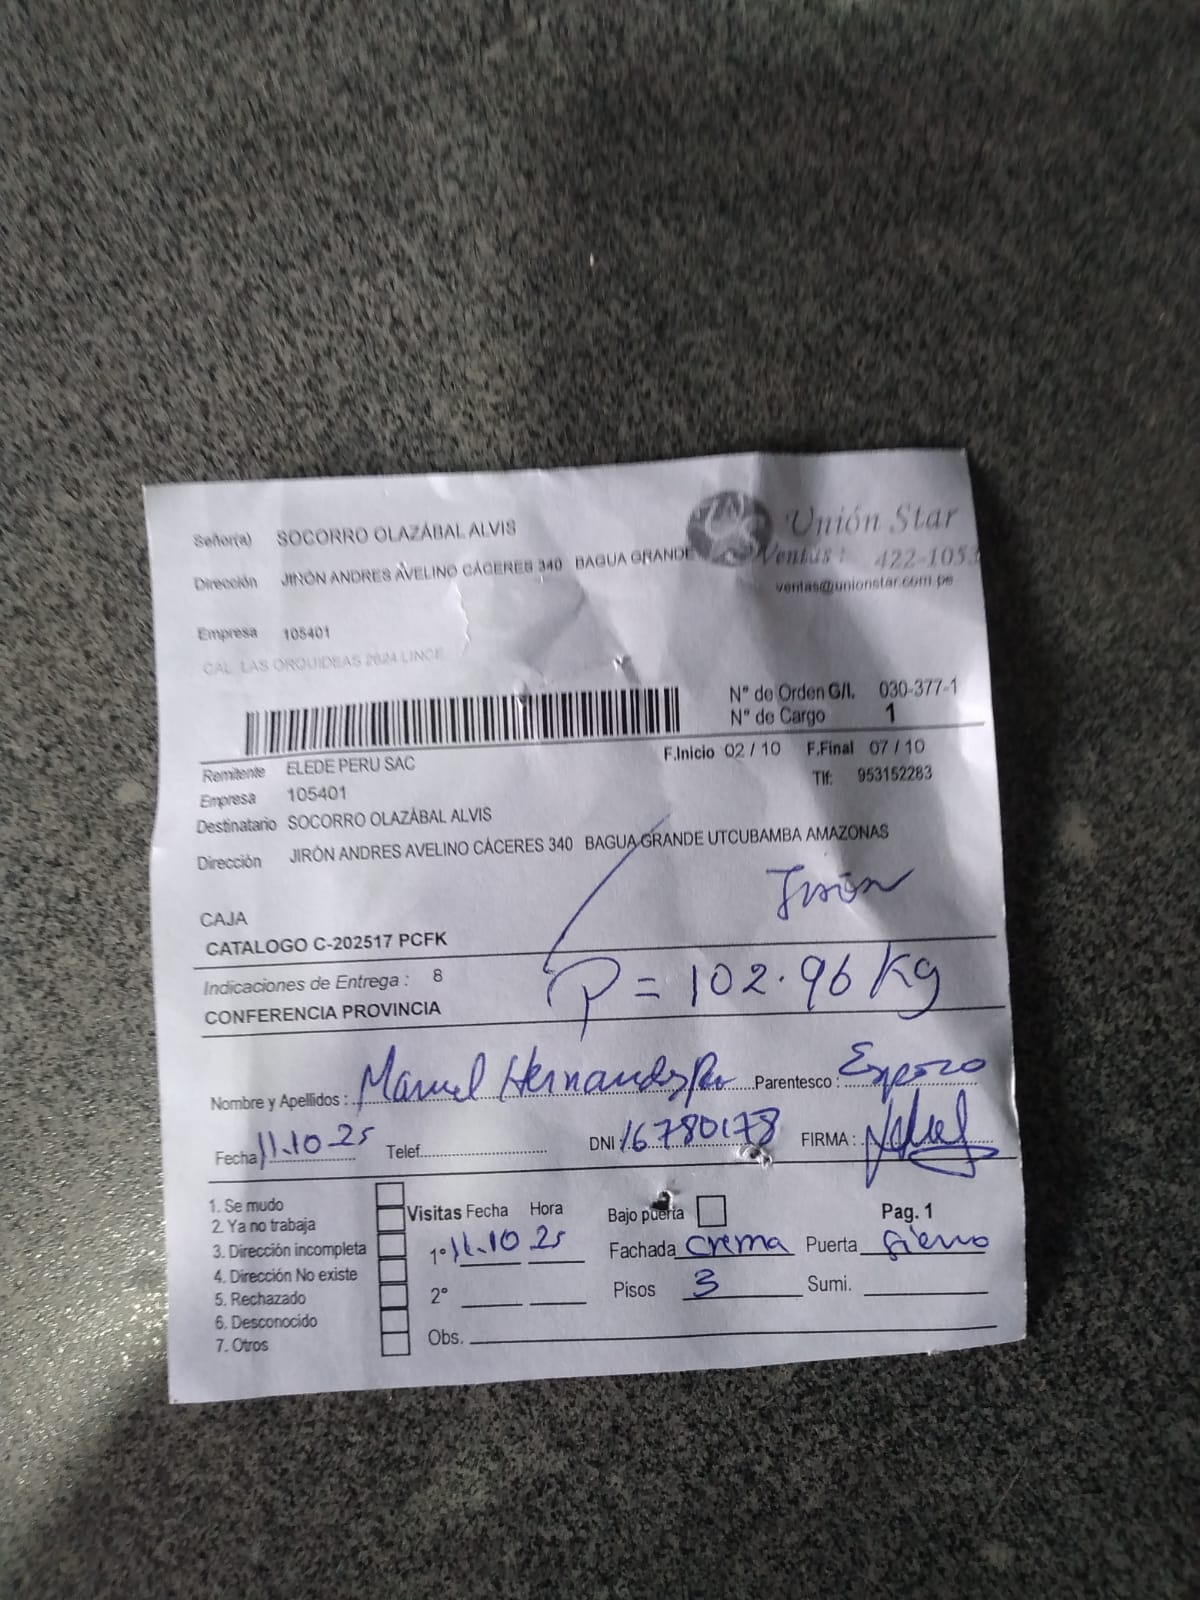 Señor(a) SOCORRO OLAZÁBAL ALVIS
Unión Star
Dirección JIRÓN ANDRES AVELINO CÁCERES 340 BAGUA GRANDE
Ventas: 422-1053
ventas@unionstar.com.pe
Empresa 105401
CAL. LAS ORQUIDEAS 2624 LINCE
N° de Orden G/I. 030-377-1
N° de Cargo 1
F.Inicio 02 / 10 F.Final 07 / 10
Remitente ELEDE PERU SAC
Tlf: 953152283
Empresa 105401
Destinatario SOCORRO OLAZÁBAL ALVIS
Dirección JIRÓN ANDRES AVELINO CÁCERES 340 BAGUA GRANDE UTCUBAMBA AMAZONAS
CAJA
CATALOGO C-202517 PCFK
Indicaciones de Entrega : 8
P = 102.96 Kg
CONFERENCIA PROVINCIA
Nombre y Apellidos : Manuel Hernandez Parentesco : Esposo
Fecha 11.10.25 Telef. DNI 16780178 FIRMA :
1. Se mudo
2. Ya no trabaja
3. Dirección incompleta
4. Dirección No existe
5. Rechazado
6. Desconocido
7. Otros
Visitas Fecha Hora Bajo puerta Pag. 1
1° 11.10 25 Fachada Crema Puerta fierro
2° Pisos 3 Sumi.
Obs.